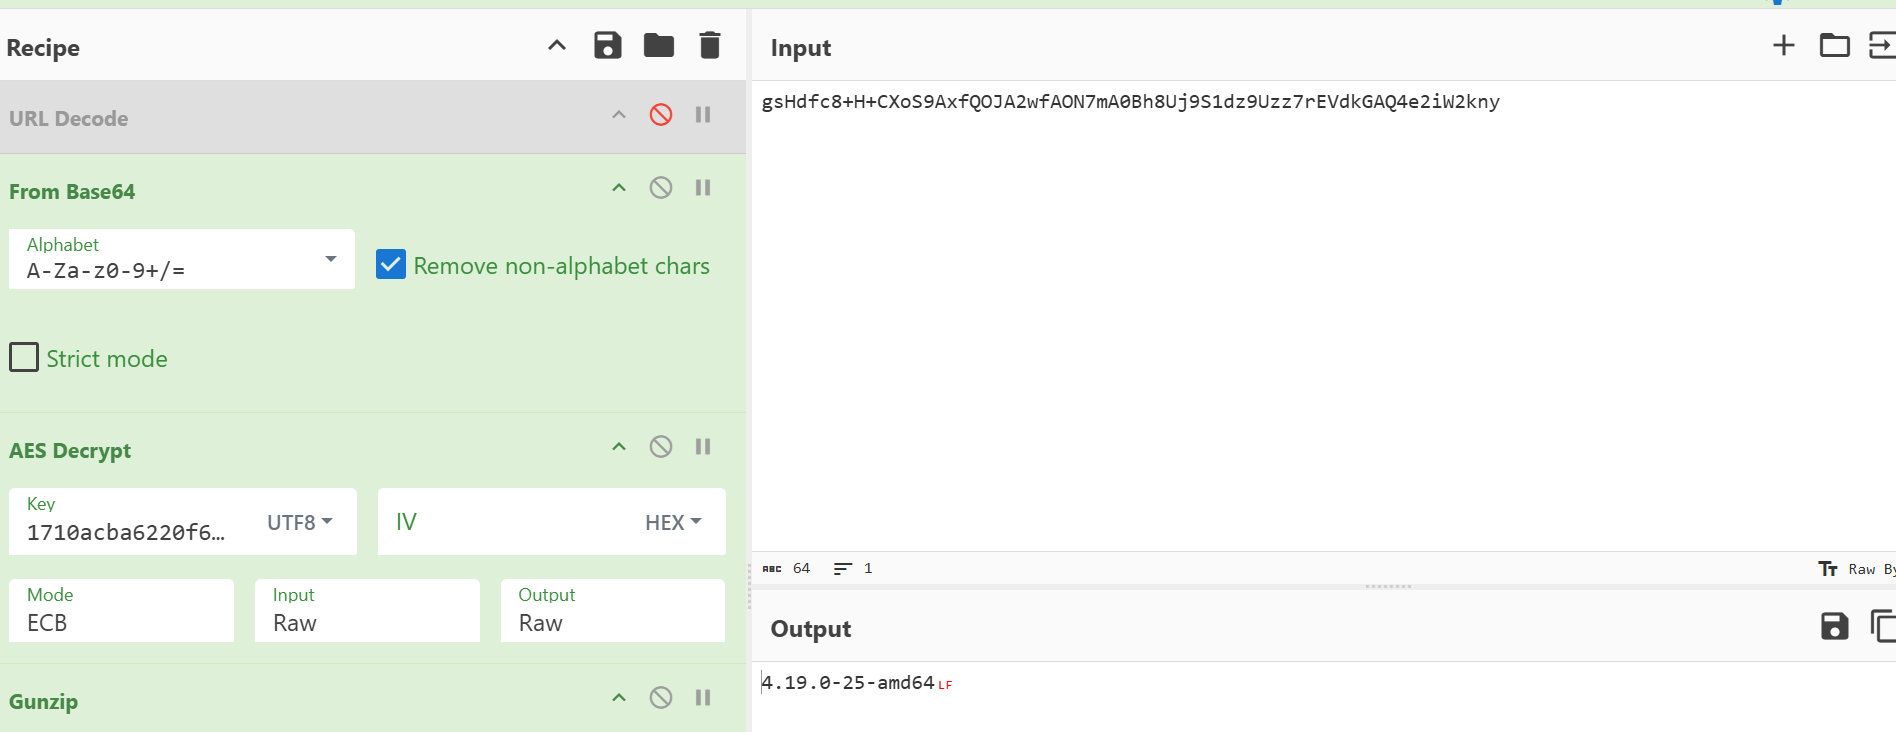 Recipe
URL Decode
From Base64
Alphabet
A-Za-z0-9+/=
Remove non-alphabet chars
Strict mode
AES Decrypt
Key
1710acba6220f6…
UTF8
IV
HEX
Mode
ECB
Input
Raw
Output
Raw
Gunzip
Input
gsHdfc8+H+CXoS9AxfQOJA2wfAON7mA0Bh8Uj9S1dz9Uzz7rEVdkGAQ4e2iW2kny
ABC 64
1
Tт Raw By
Output
4.19.0-25-amd64LF